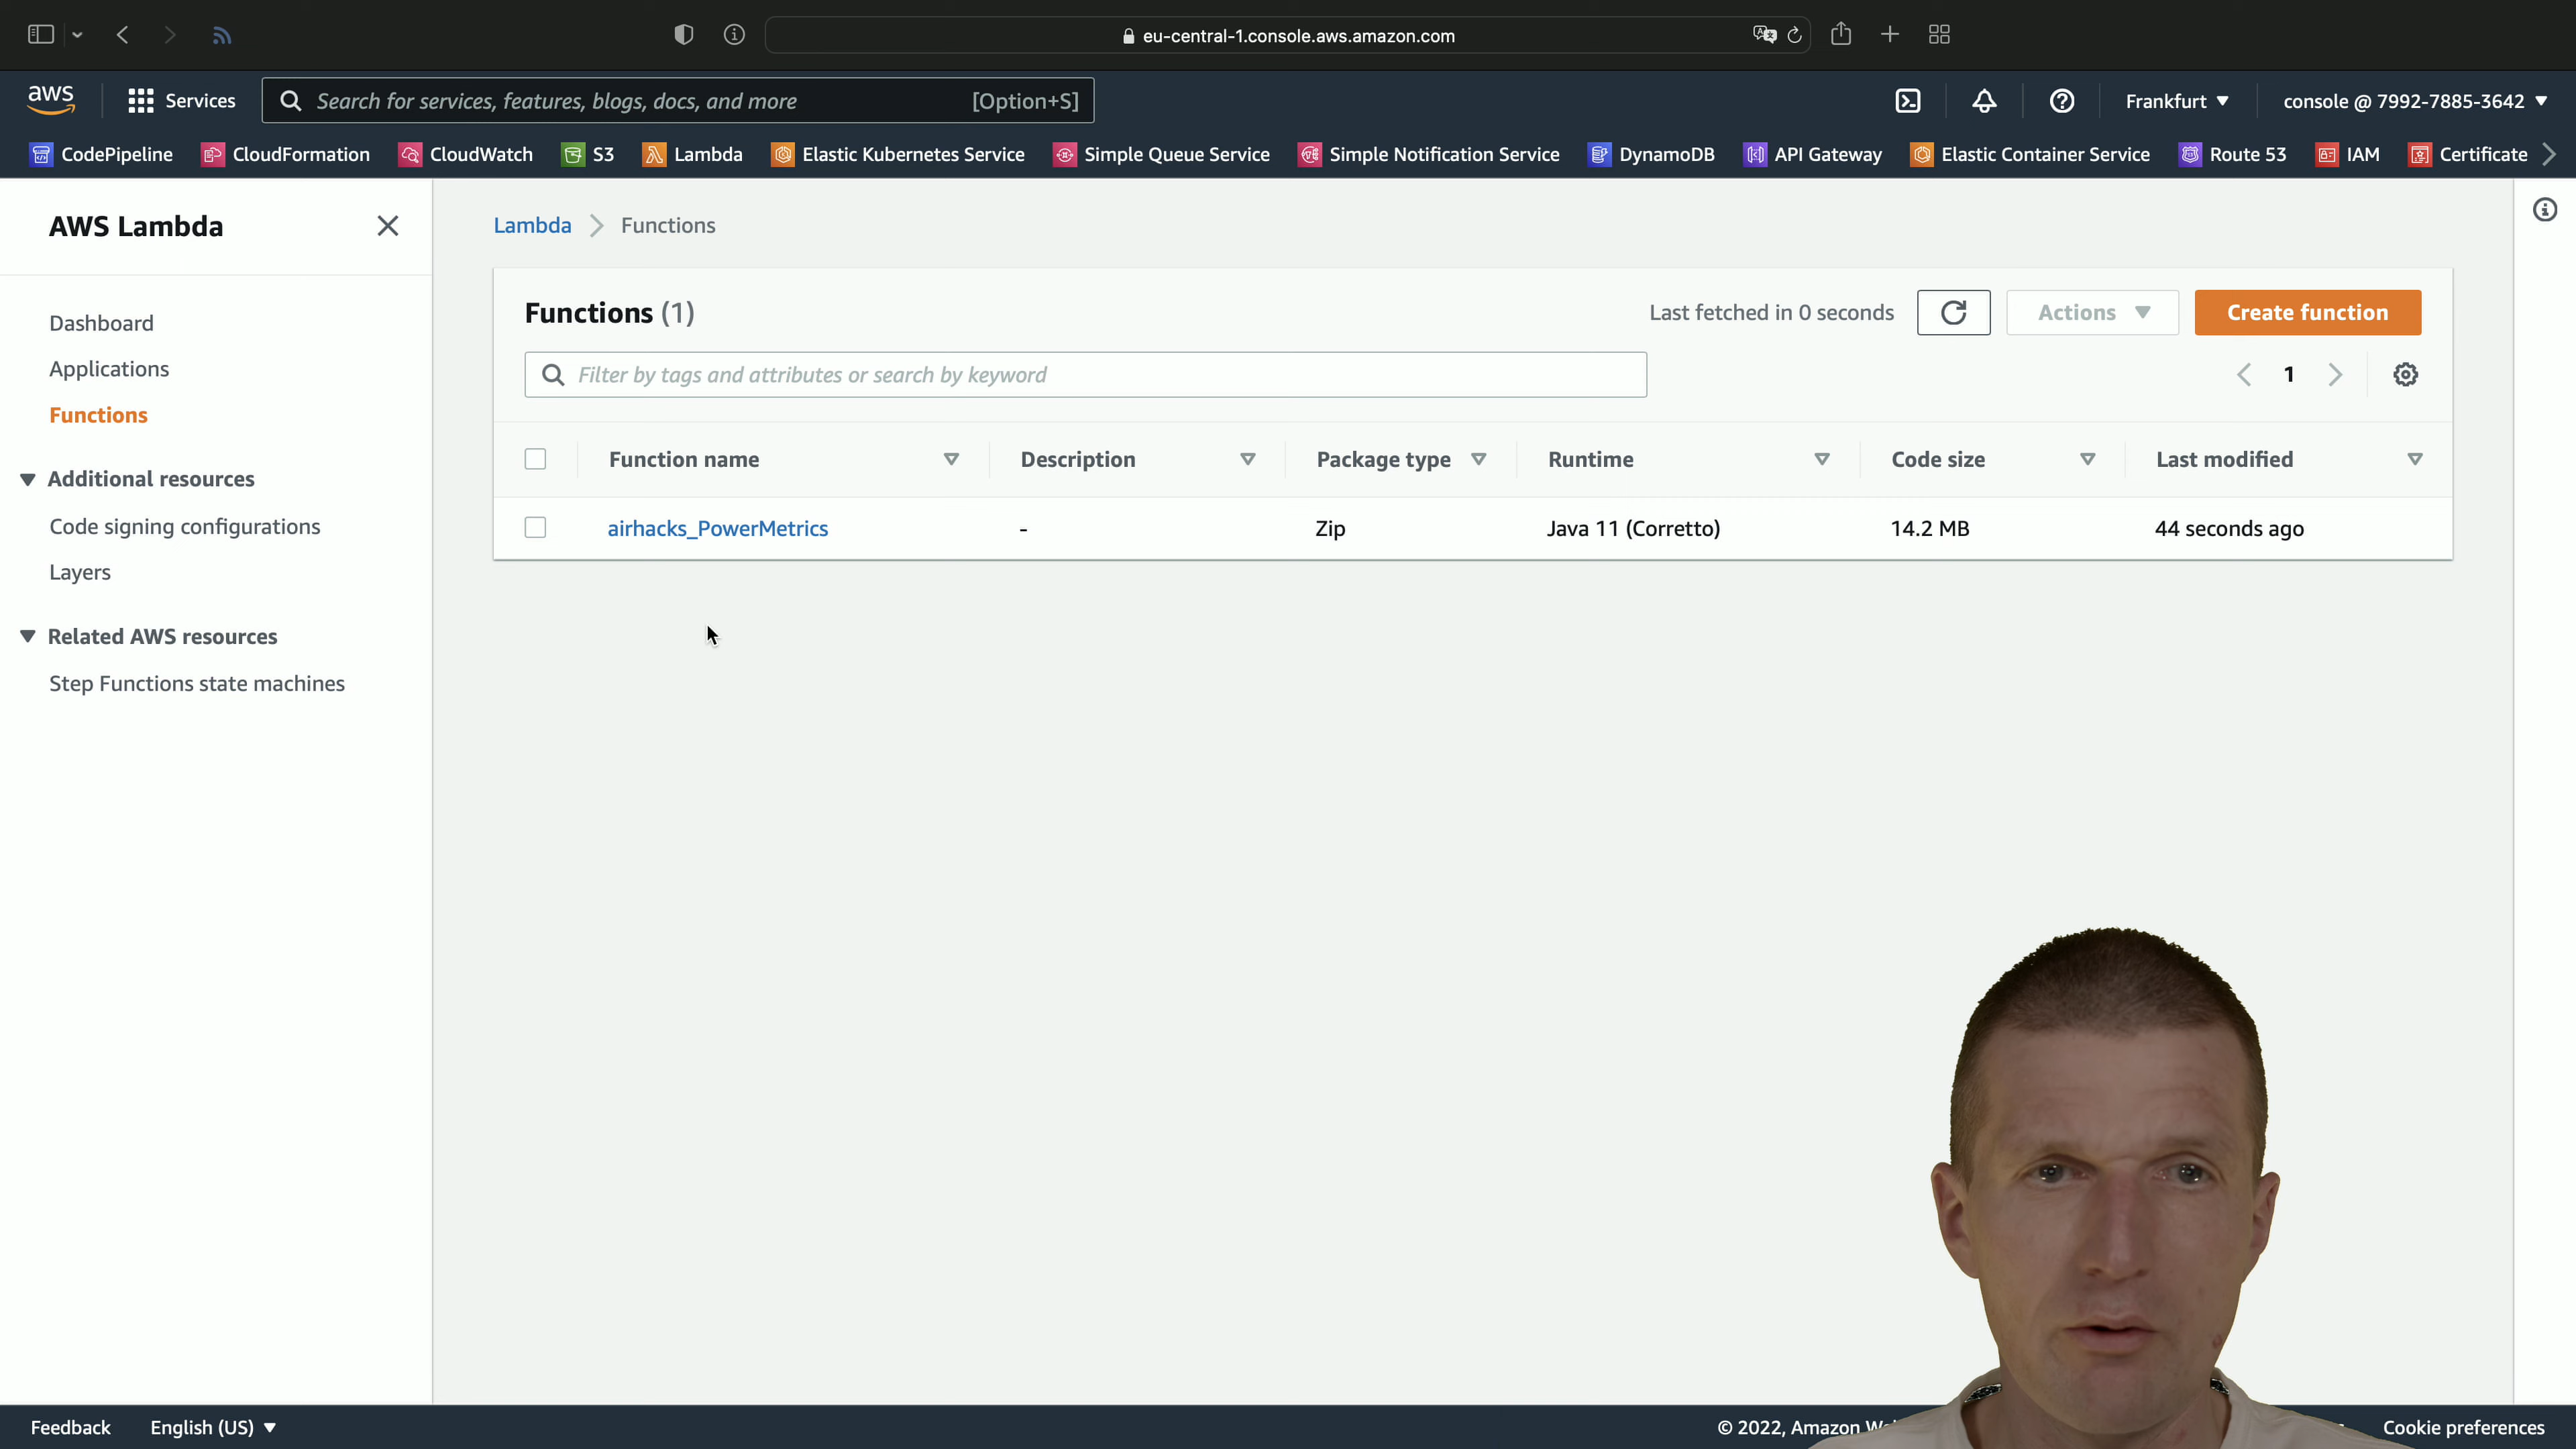 eu-central-1.console.aws.amazon.com
aws
Services
Search for services, features, blogs, docs, and more
[Option+S]
Frankfurt
console @ 7992-7885-3642
CodePipeline
CloudFormation
CloudWatch
S3
Lambda
Elastic Kubernetes Service
Simple Queue Service
Simple Notification Service
DynamoDB
API Gateway
Elastic Container Service
Route 53
IAM
Certificate
AWS Lambda
Dashboard
Applications
Functions
Additional resources
Code signing configurations
Layers
Related AWS resources
Step Functions state machines
Lambda
Functions
Functions (1)
Last fetched in 0 seconds
Actions
Create function
Filter by tags and attributes or search by keyword
1
Function name
Description
Package type
Runtime
Code size
Last modified
airhacks_PowerMetrics
-
Zip
Java 11 (Corretto)
14.2 MB
44 seconds ago
Feedback
English (US)
© 2022, Amazon
Cookie preferences